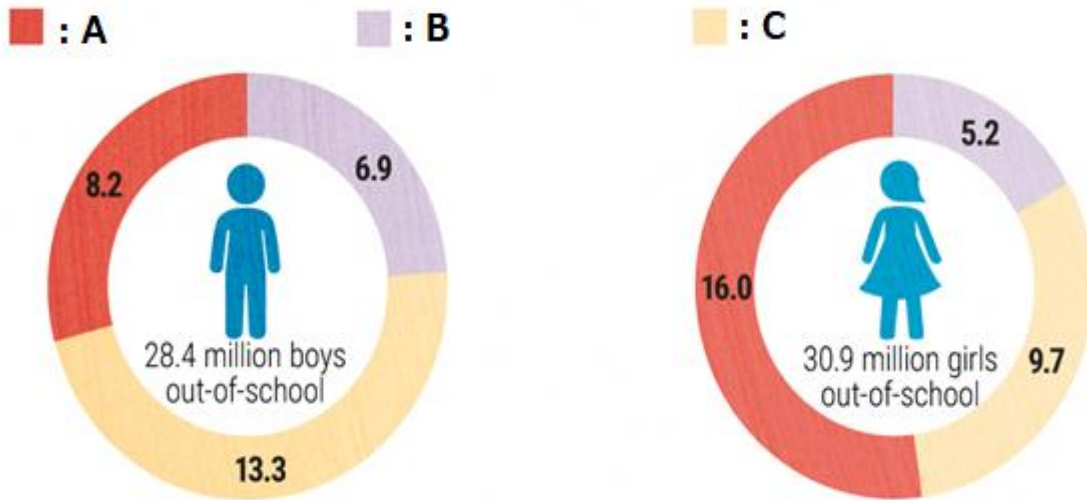 : A
: B
: C
8.2
6.9
28.4 million boys
out-of-school
13.3
5.2
16.0
30.9 million girls
out-of-school
9.7